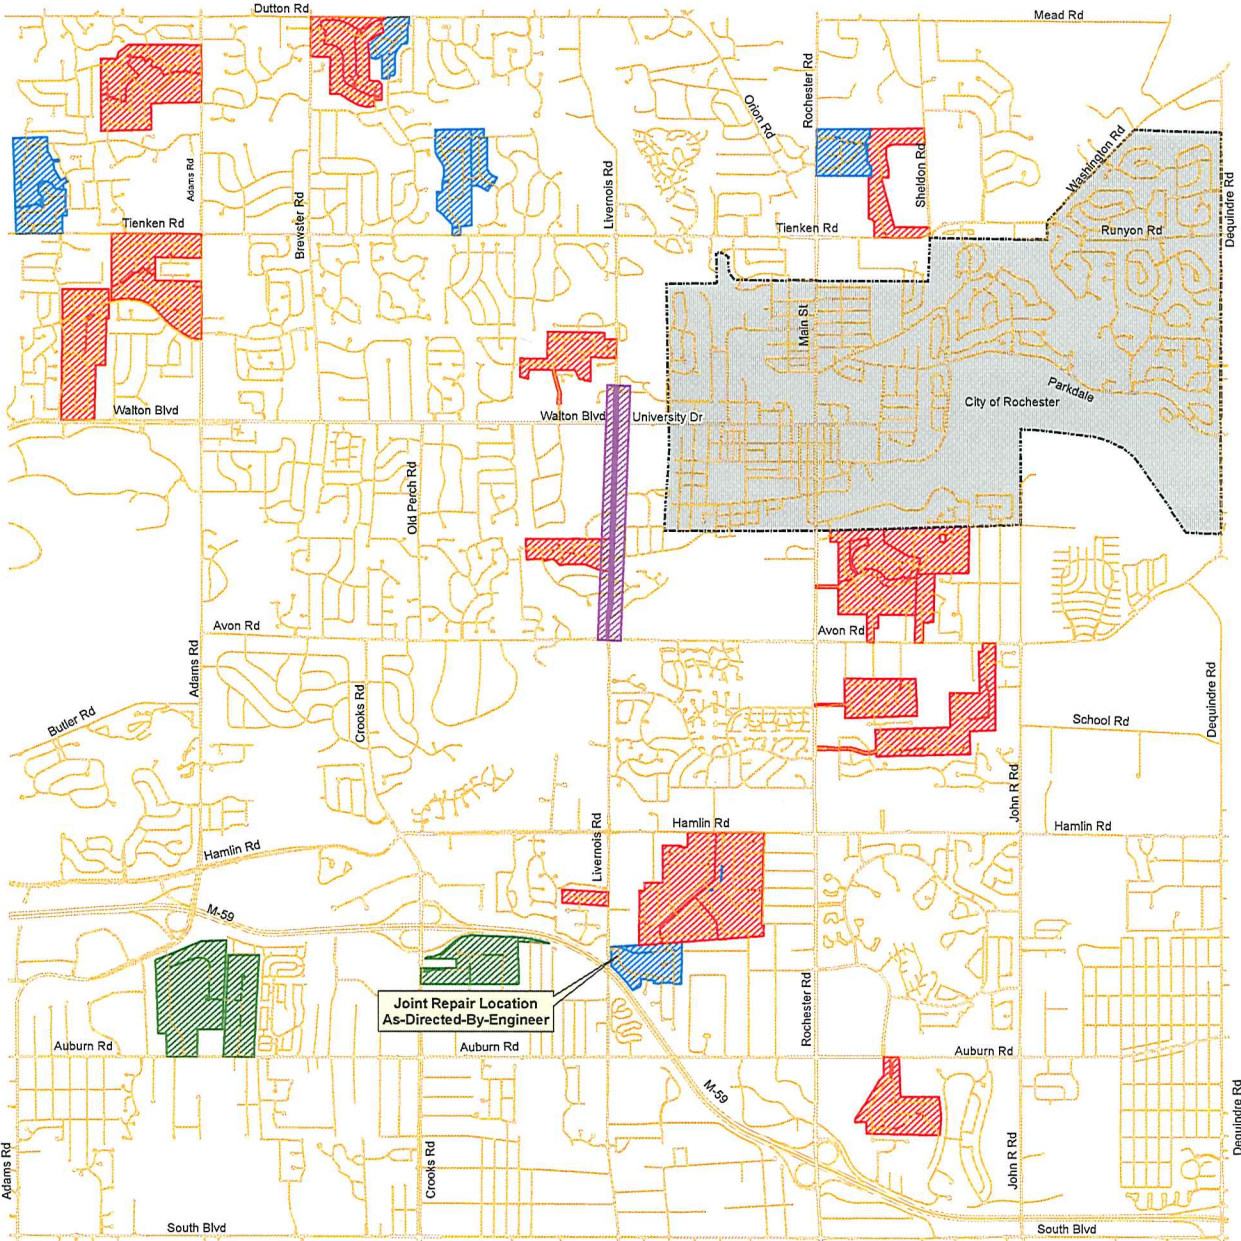 Dutton Rd
Mead Rd
Rochester Rd
Orion Rd
Washington Rd
Adams Rd
Brewster Rd
Livernois Rd
Sheldon Rd
Dequindre Rd
Tienken Rd
Tienken Rd
Runyon Rd
Main St
Parkdale
City of Rochester
Walton Blvd
Walton Blvd
University Dr
Old Perch Rd
Avon Rd
Avon Rd
Adams Rd
Crooks Rd
Butler Rd
School Rd
Dequindre Rd
John R Rd
Hamlin Rd
Hamlin Rd
Livernois Rd
Hamlin Rd
M-59
Joint Repair Location
As-Directed-By-Engineer
Rochester Rd
Auburn Rd
Auburn Rd
Auburn Rd
M-59
Adams Rd
Crooks Rd
John R Rd
Dequindre Rd
South Blvd
South Blvd